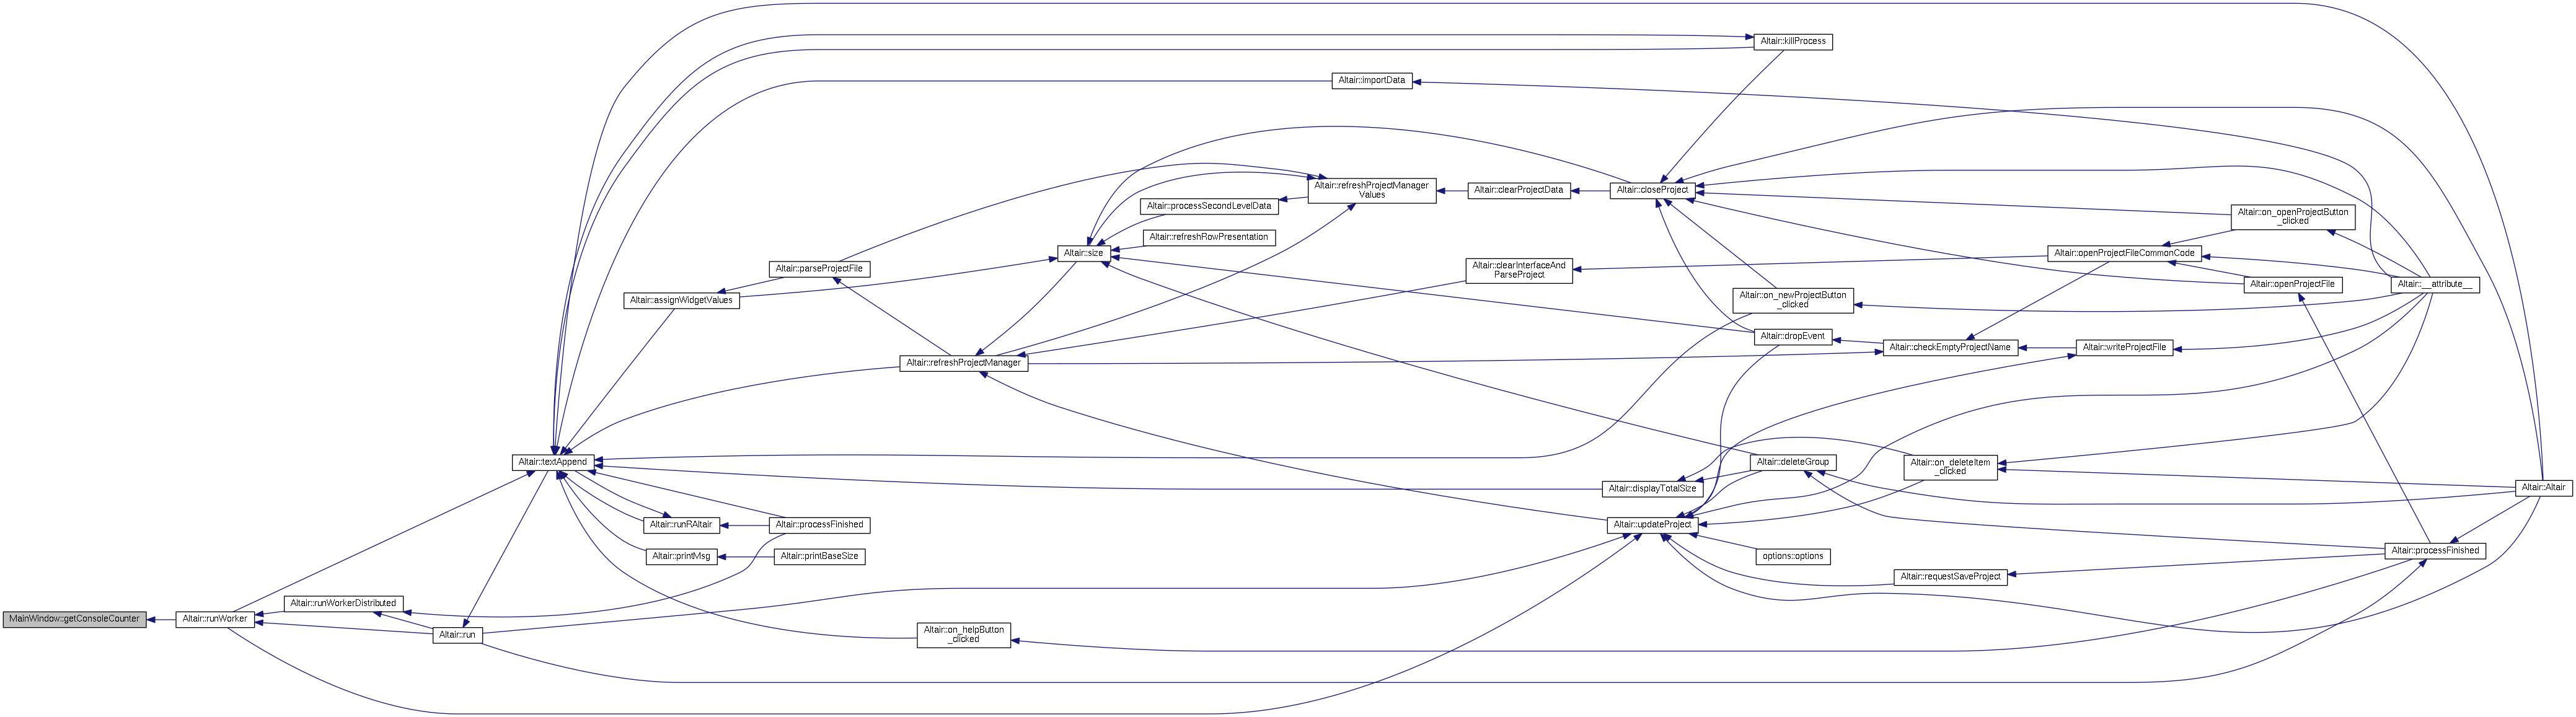 Altair::killProcess
Altair::importData
Altair::refreshProjectManager
Values
Altair::clearProjectData
Altair::closeProject
Altair::processSecondLevelData
Altair::on_openProjectButton
_clicked
Altair::refreshRowPresentation
Altair::size
Altair::openProjectFileCommonCode
Altair::parseProjectFile
Altair::clearInterfaceAnd
ParseProject
Altair::openProjectFile
Altair::__attribute__
Altair::assignWidgetValues
Altair::on_newProjectButton
_clicked
Altair::dropEvent
Altair::checkEmptyProjectName
Altair::writeProjectFile
Altair::refreshProjectManager
Altair::textAppend
Altair::deleteGroup
Altair::on_deleteItem
_clicked
Altair::displayTotalSize
Altair::Altair
Altair::runRAltair
Altair::processFinished
Altair::updateProject
Altair::printMsg
Altair::printBaseSize
options::options
Altair::processFinished
Altair::requestSaveProject
Altair::runWorkerDistributed
MainWindow::getConsoleCounter
Altair::runWorker
Altair::run
Altair::on_helpButton
_clicked